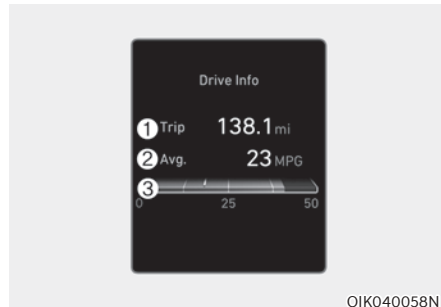 Drive Info
① Trip 138.1 mi
② Avg. 23 MPG
③
0 25 50
OIK040058N